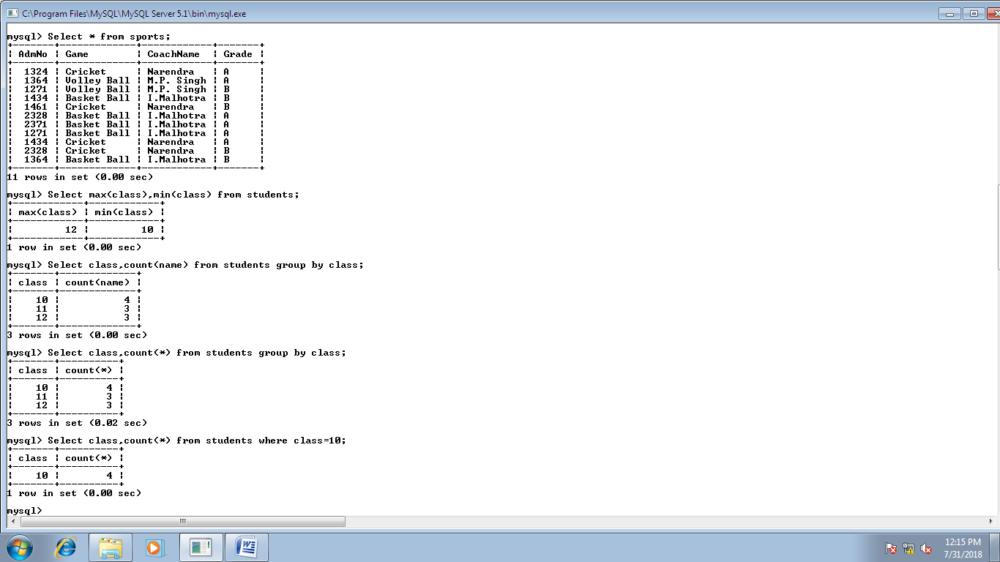 C:\Program Files\MySQL\MySQL Server 5.1\bin\mysql.exe
mysql> Select * from sports;
+-------+-------------+------------+-------+
¦ AdmNo ¦ Game        ¦ CoachName  ¦ Grade ¦
+-------+-------------+------------+-------+
¦  1324 ¦ Cricket     ¦ Narendra   ¦ A     ¦
¦  1364 ¦ Volley Ball ¦ M.P. Singh ¦ A     ¦
¦  1271 ¦ Volley Ball ¦ M.P. Singh ¦ B     ¦
¦  1434 ¦ Basket Ball ¦ I.Malhotra ¦ B     ¦
¦  1461 ¦ Cricket     ¦ Narendra   ¦ B     ¦
¦  2328 ¦ Basket Ball ¦ I.Malhotra ¦ A     ¦
¦  2371 ¦ Basket Ball ¦ I.Malhotra ¦ A     ¦
¦  1271 ¦ Basket Ball ¦ I.Malhotra ¦ A     ¦
¦  1434 ¦ Cricket     ¦ Narendra   ¦ A     ¦
¦  2328 ¦ Cricket     ¦ Narendra   ¦ B     ¦
¦  1364 ¦ Basket Ball ¦ I.Malhotra ¦ B     ¦
+-------+-------------+------------+-------+
11 rows in set (0.00 sec)
mysql> Select max(class),min(class) from students;
+------------+------------+
¦ max(class) ¦ min(class) ¦
+------------+------------+
¦         12 ¦         10 ¦
+------------+------------+
1 row in set (0.00 sec)
mysql> Select class,count(name) from students group by class;
+-------+-------------+
¦ class ¦ count(name) ¦
+-------+-------------+
¦    10 ¦           4 ¦
¦    11 ¦           3 ¦
¦    12 ¦           3 ¦
+-------+-------------+
3 rows in set (0.00 sec)
mysql> Select class,count(*) from students group by class;
+-------+----------+
¦ class ¦ count(*) ¦
+-------+----------+
¦    10 ¦        4 ¦
¦    11 ¦        3 ¦
¦    12 ¦        3 ¦
+-------+----------+
3 rows in set (0.02 sec)
mysql> Select class,count(*) from students where class=10;
+-------+----------+
¦ class ¦ count(*) ¦
+-------+----------+
¦    10 ¦        4 ¦
+-------+----------+
1 row in set (0.00 sec)
mysql>
12:15 PM
7/31/2018